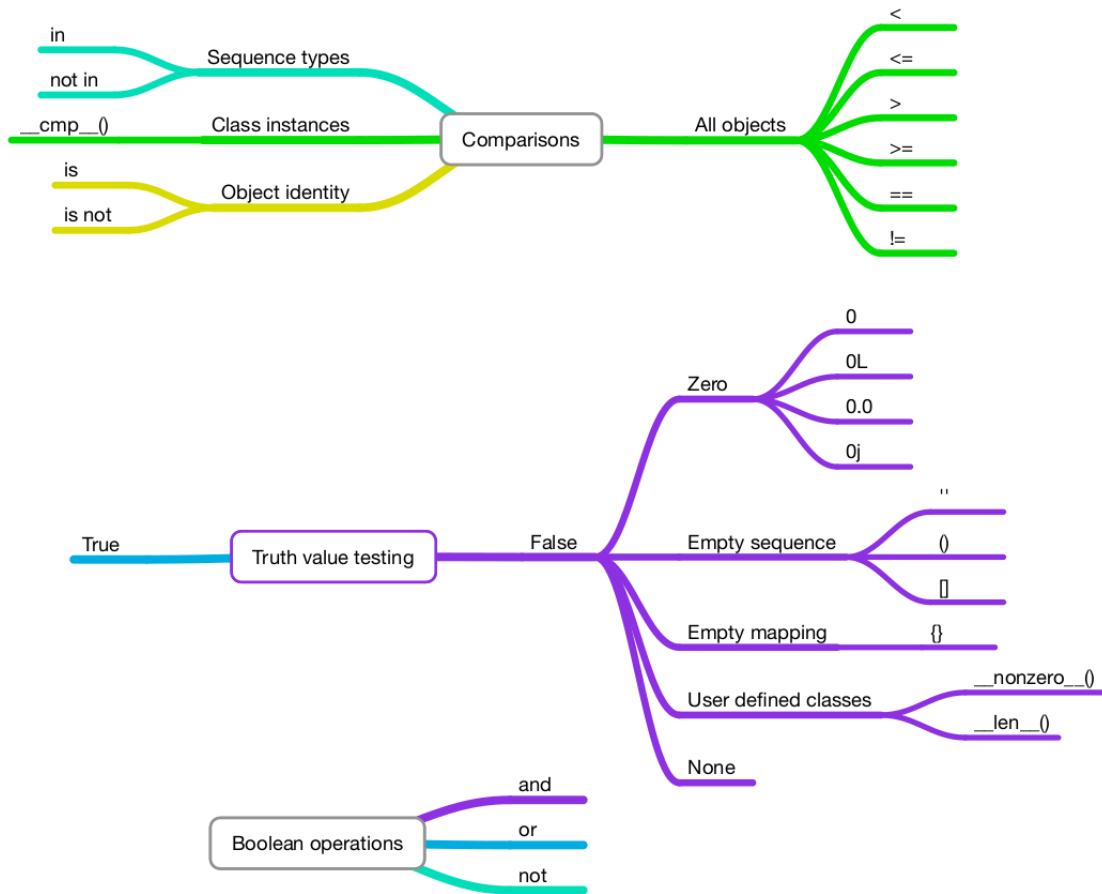 in
not in
Sequence types
__cmp__()
Class instances
is
is not
Object identity
Comparisons
All objects
<
<=
>
>=
==
!=
True
Truth value testing
False
Zero
0
0L
0.0
0j
Empty sequence
''
()
[]
Empty mapping
{}
User defined classes
__nonzero__()
__len__()
None
Boolean operations
and
or
not